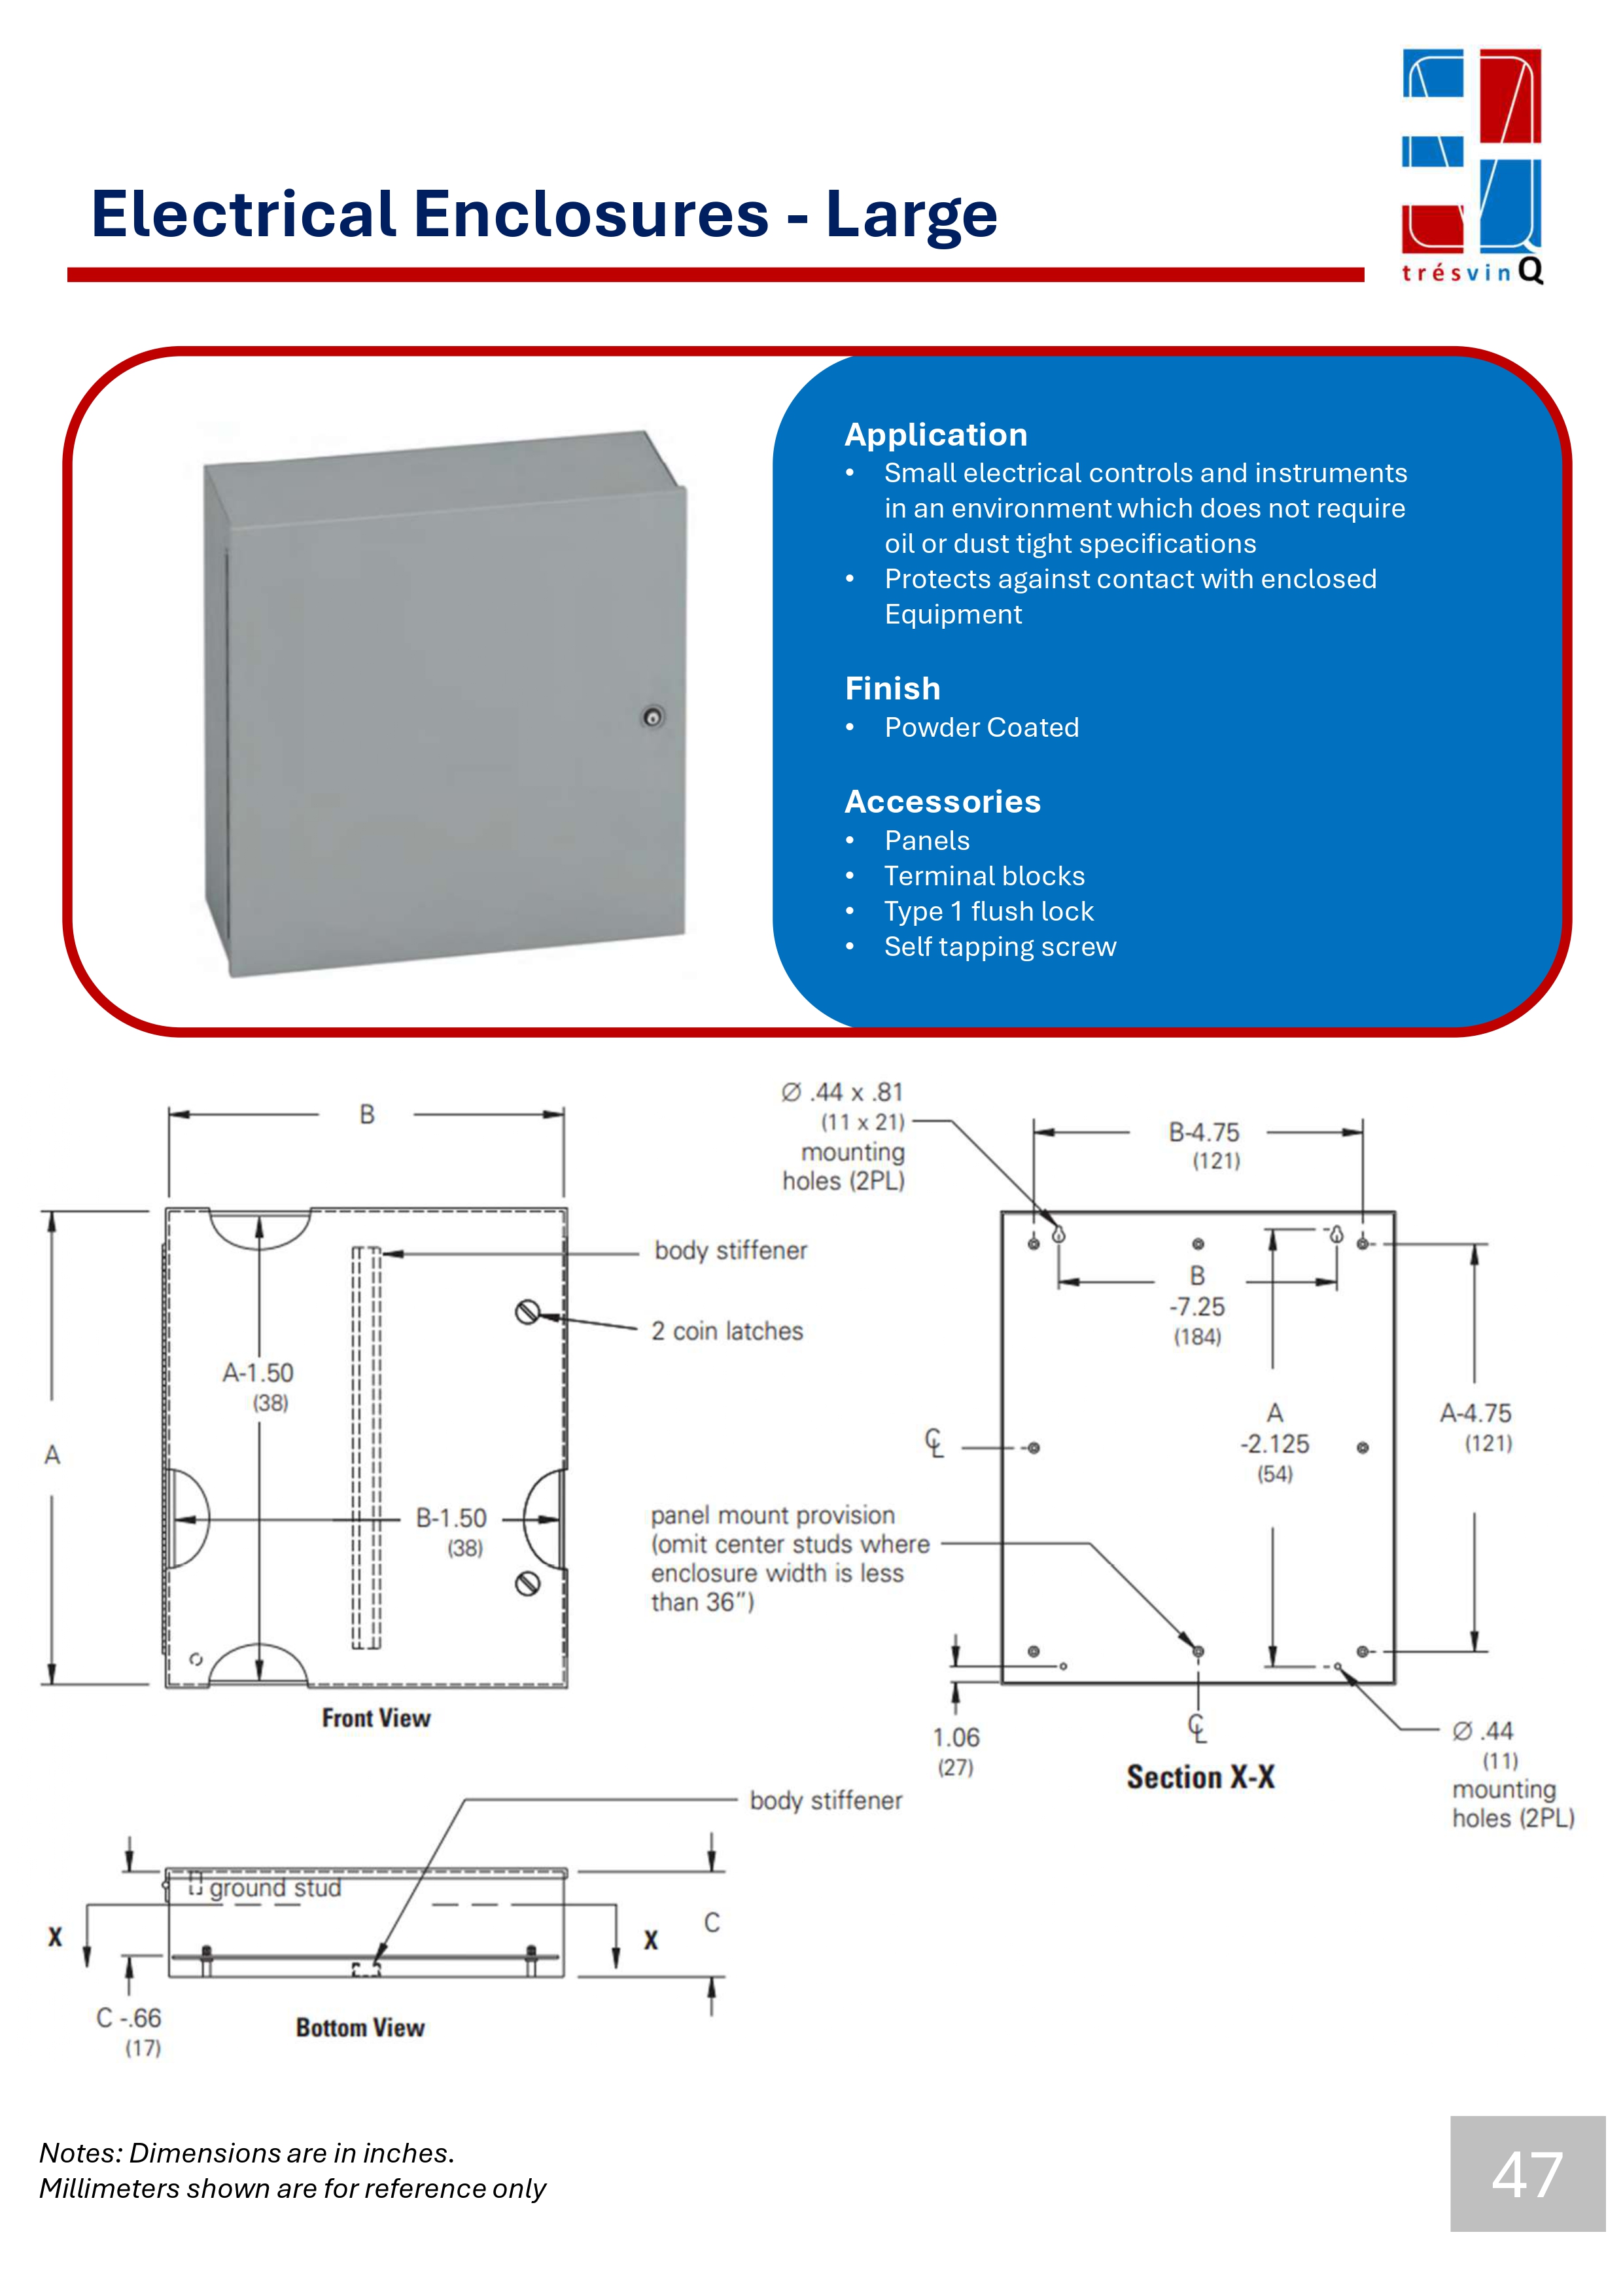 trésvinQ
Electrical Enclosures - Large
Application
• Small electrical controls and instruments
in an environment which does not require
oil or dust tight specifications
• Protects against contact with enclosed
Equipment
Finish
• Powder Coated
Accessories
• Panels
• Terminal blocks
• Type 1 flush lock
• Self tapping screw
B
A
A-1.50
(38)
B-1.50
(38)
body stiffener
2 coin latches
Front View
Ø .44 x .81
(11 x 21)
mounting
holes (2PL)
B-4.75
(121)
B
-7.25
(184)
A
-2.125
(54)
A-4.75
(121)
℄
panel mount provision
(omit center studs where
enclosure width is less
than 36")
1.06
(27)
℄
Section X-X
Ø .44
(11)
mounting
holes (2PL)
body stiffener
ground stud
X
X
C
C -.66
(17)
Bottom View
Notes: Dimensions are in inches.
Millimeters shown are for reference only
47